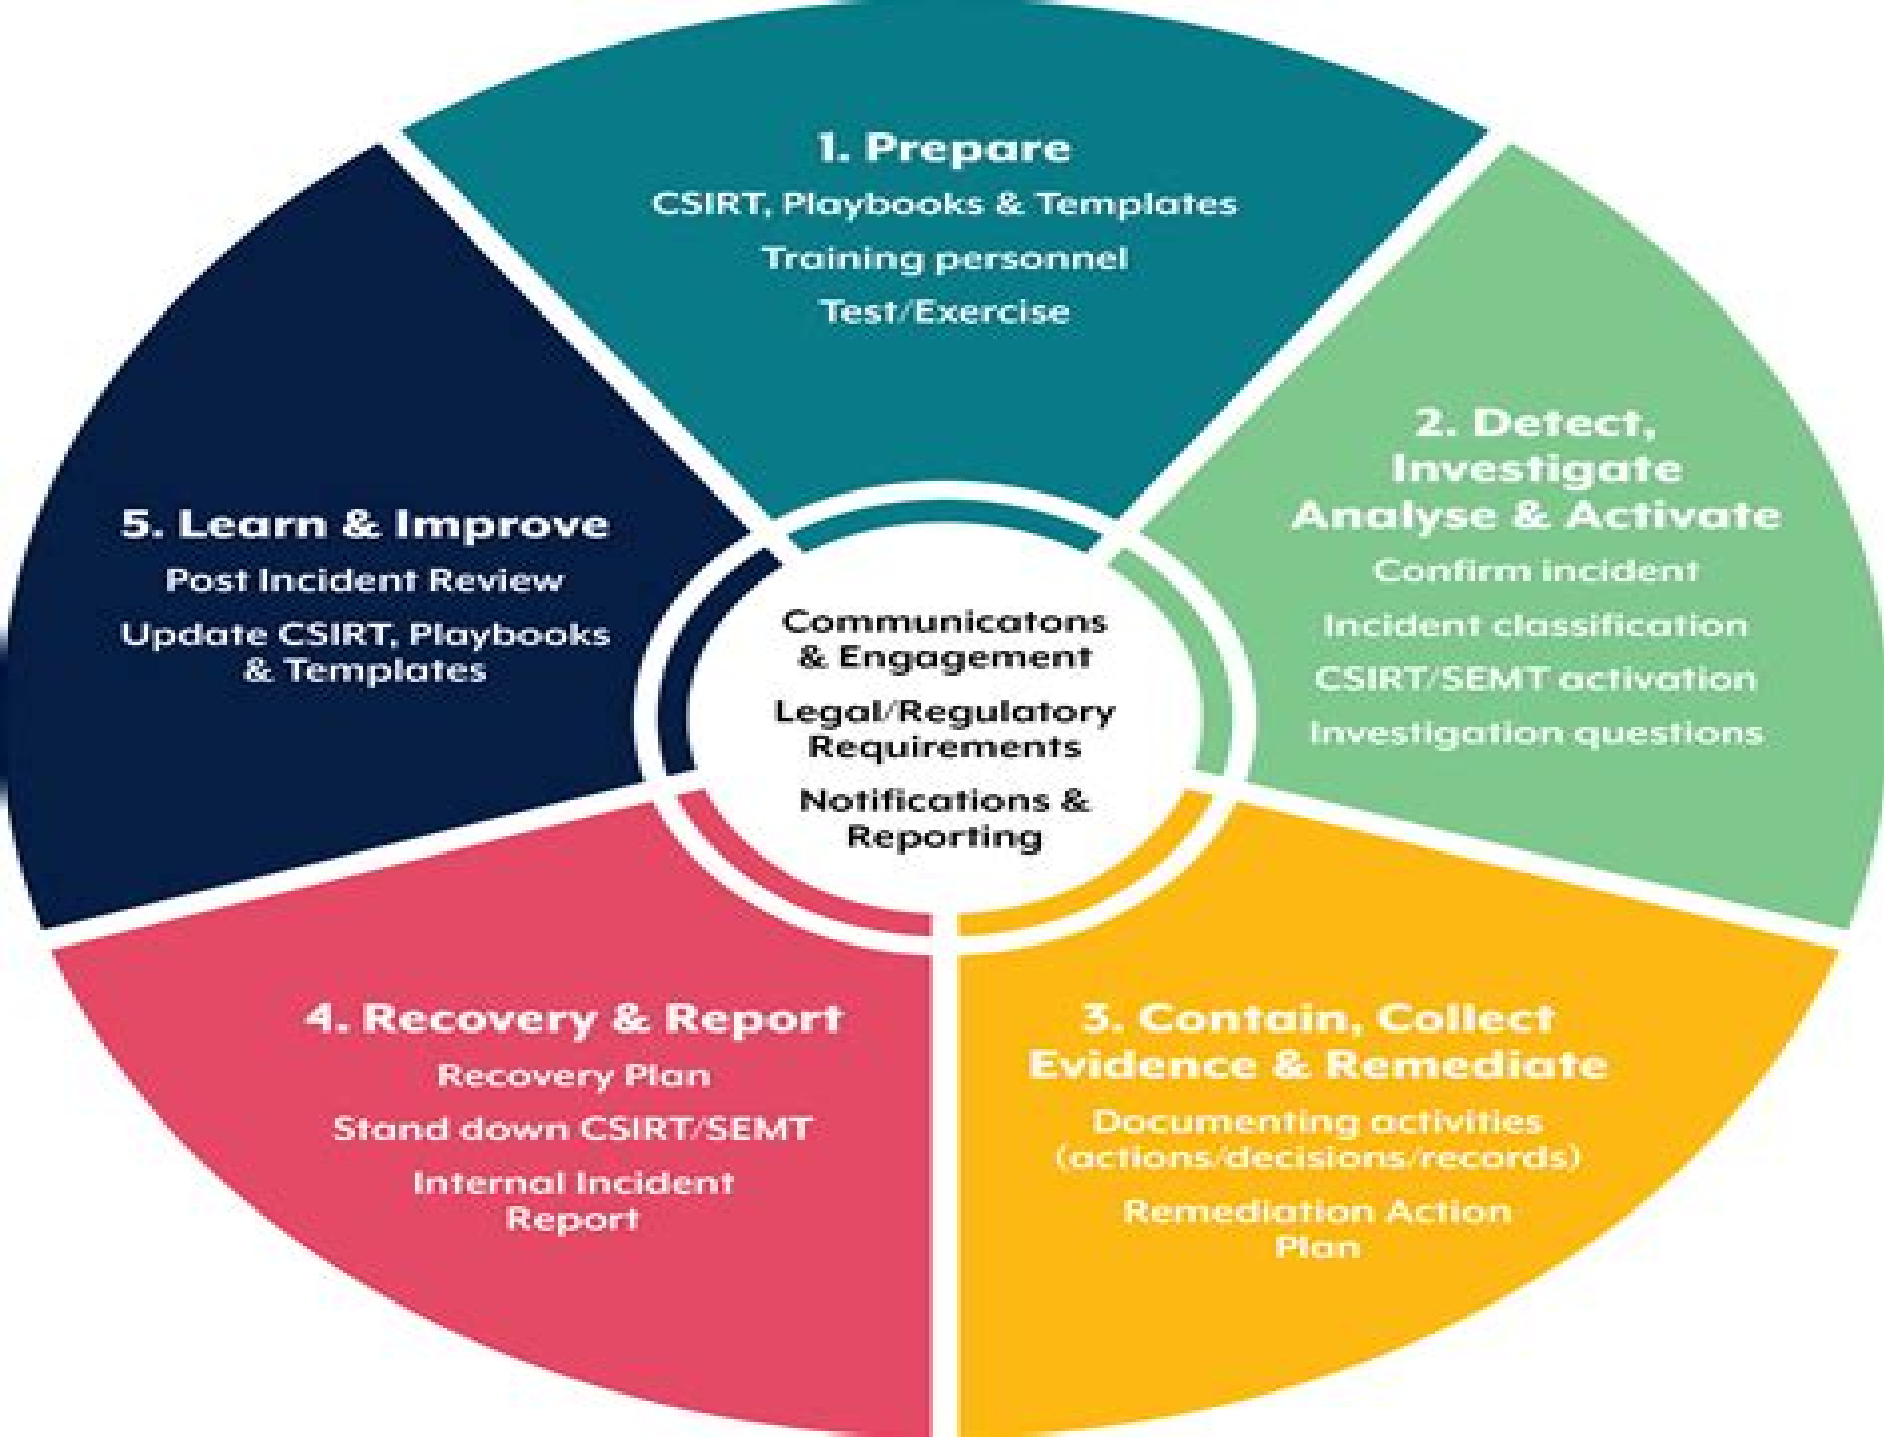 1. Prepare
CSIRT, Playbooks & Templates
Training personnel
Test/Exercise
2. Detect,
Investigate
Analyse & Activate
Confirm incident
Incident classification
CSIRT/SEMT activation
Investigation questions
3. Contain, Collect
Evidence & Remediate
Documenting activities
(actions/decisions/records)
Remediation Action
Plan
4. Recovery & Report
Recovery Plan
Stand down CSIRT/SEMT
Internal Incident
Report
5. Learn & Improve
Post Incident Review
Update CSIRT, Playbooks
& Templates
Communicatons
& Engagement
Legal/Regulatory
Requirements
Notifications &
Reporting